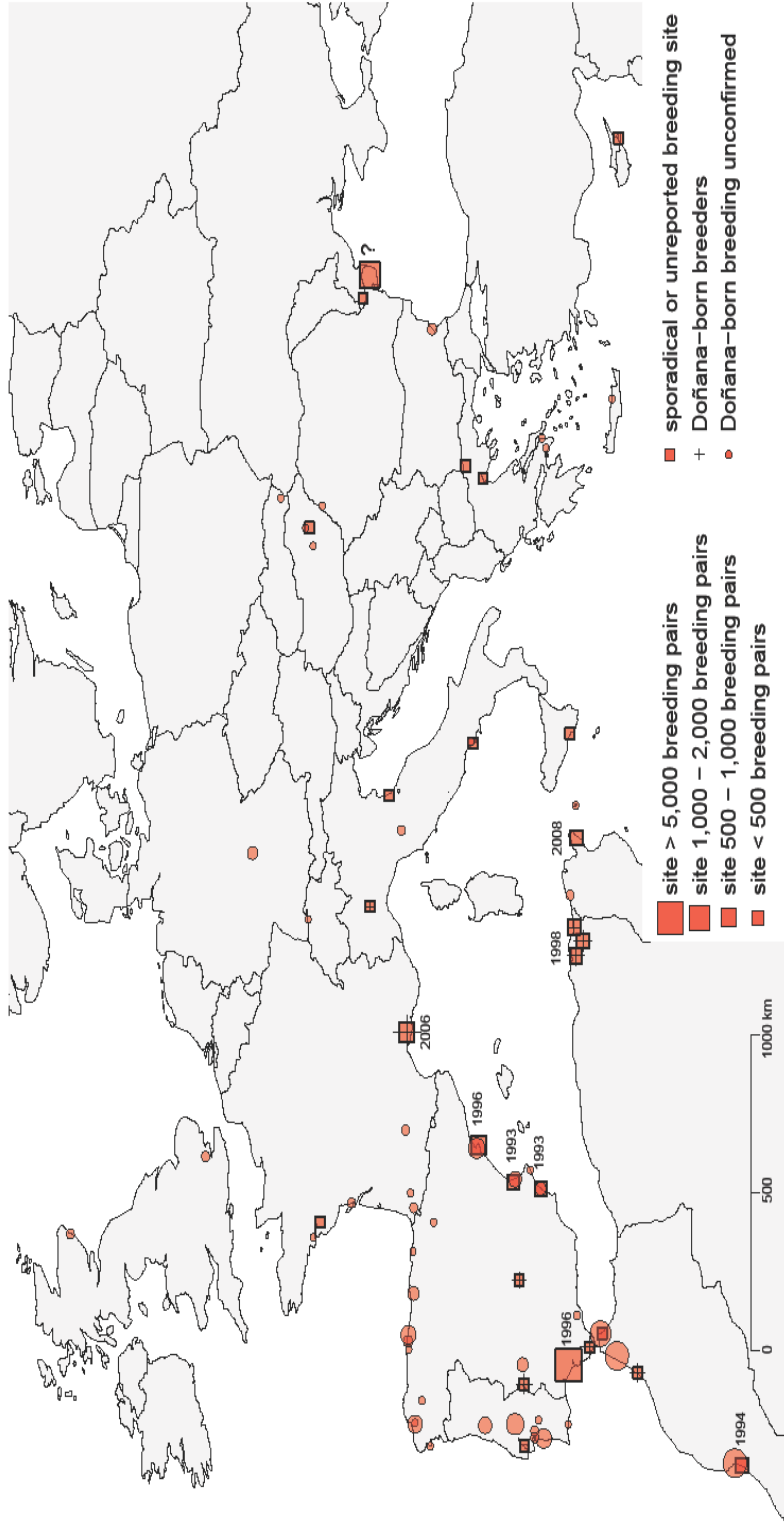 ?
2006
1996
1993
1993
1996
1994
1998
2008
0
500
1000 km
site > 5,000 breeding pairs
site 1,000 − 2,000 breeding pairs
site 500 − 1,000 breeding pairs
site < 500 breeding pairs
sporadical or unreported breeding site
Doñana−born breeders
Doñana−born breeding unconfirmed